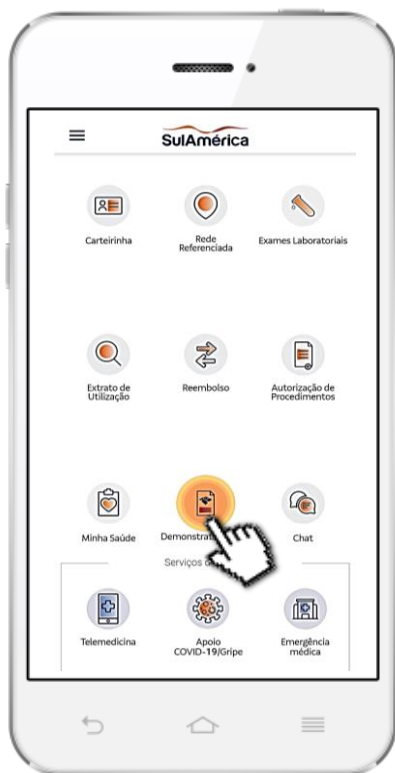 SulAmérica
Carteirinha
Rede
Referenciada
Exames Laboratoriais
Extrato de
Utilização
Reembolso
Autorização de
Procedimentos
Minha Saúde
Chat
Serviços
Telemedicina
Apoio
COVID-19/Gripe
Emergência
médica